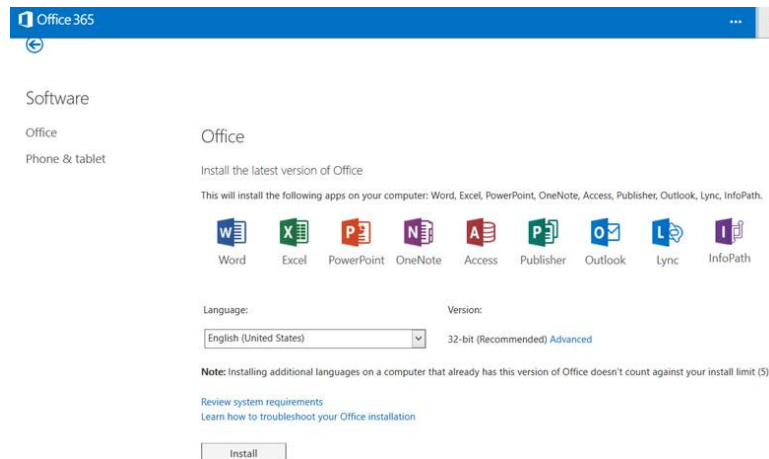 Office 365
...
Software
Office
Phone & tablet
Office
Install the latest version of Office
This will install the following apps on your computer: Word, Excel, PowerPoint, OneNote, Access, Publisher, Outlook, Lync, InfoPath.
Word Excel PowerPoint OneNote Access Publisher Outlook Lync InfoPath
Language: Version:
English (United States) 32-bit (Recommended) Advanced
Note: Installing additional languages on a computer that already has this version of Office doesn't count against your install limit (5)
Review system requirements
Learn how to troubleshoot your Office installation
Install